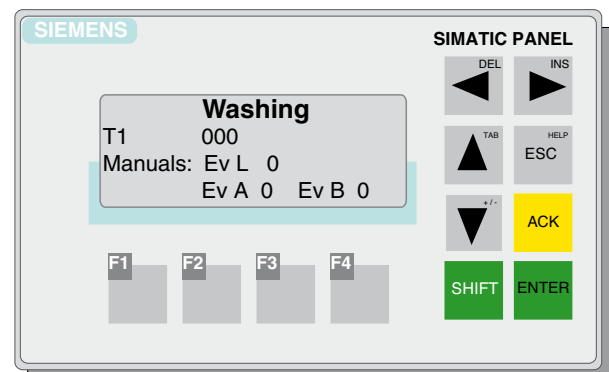 SIEMENS
SIMATIC PANEL
DEL
INS
Washing
T1 000
Manuals: Ev L 0
Ev A 0 Ev B 0
TAB
HELP
ESC
+/-
ACK
F1 F2 F3 F4
SHIFT
ENTER